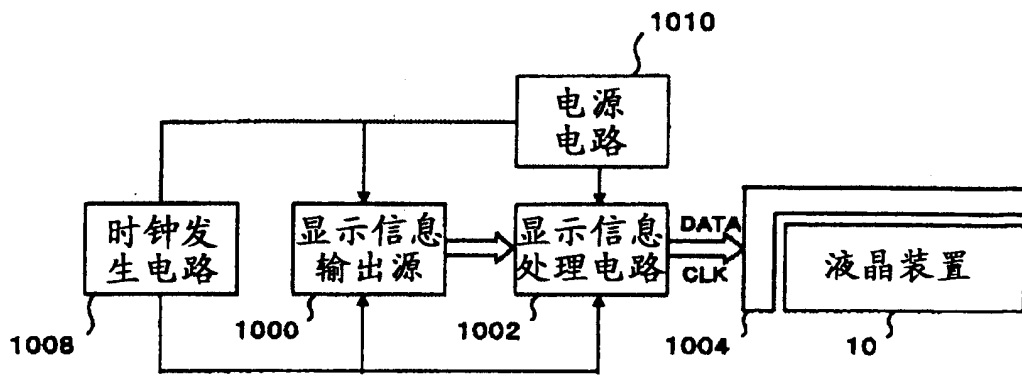 1010
电源
电路
时钟发
生电路
显示信息
输出源
显示信息
处理电路
DATA
CLK
液晶装置
1008
1000
1002
1004
10